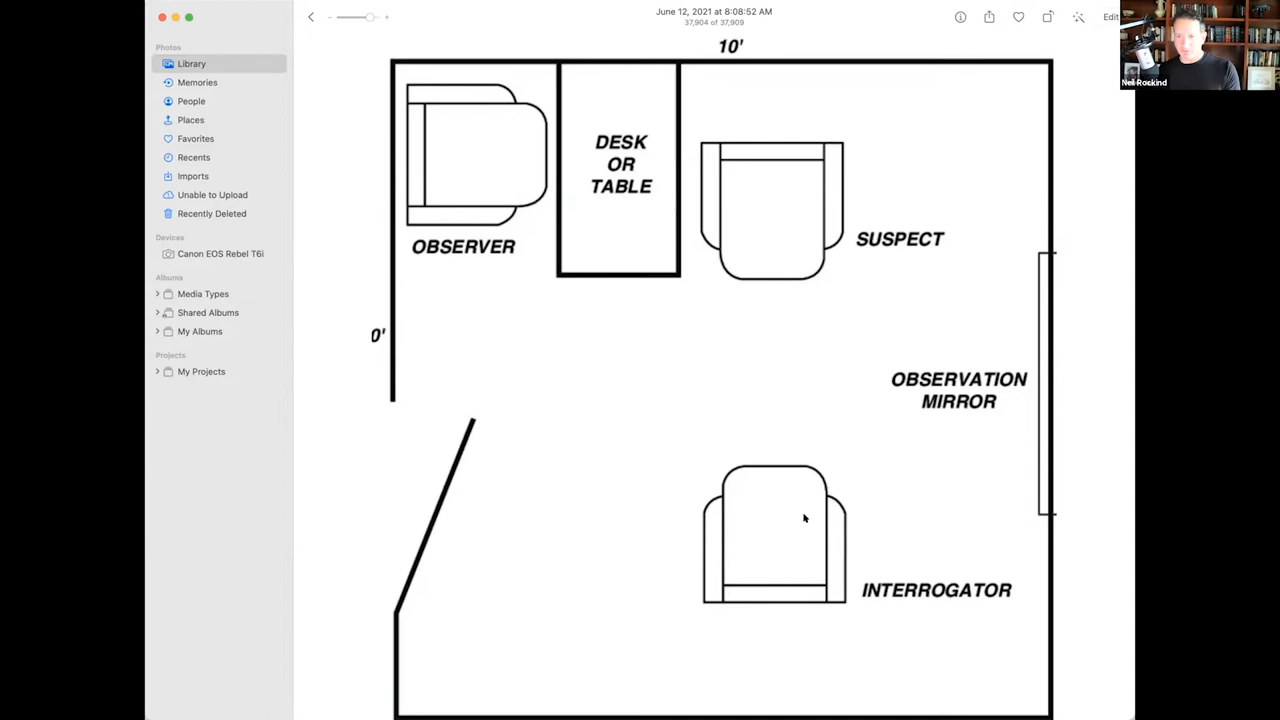 June 12, 2021 at 8:08:52 AM
37,904 of 37,909
Edit
Neil Rockind
Photos
Library
Memories
People
Places
Favorites
Recents
Imports
Unable to Upload
Recently Deleted
Devices
Canon EOS Rebel T6i
Albums
Media Types
Shared Albums
My Albums
Projects
My Projects
10'
DESK
OR
TABLE
OBSERVER
SUSPECT
0'
OBSERVATION
MIRROR
INTERROGATOR